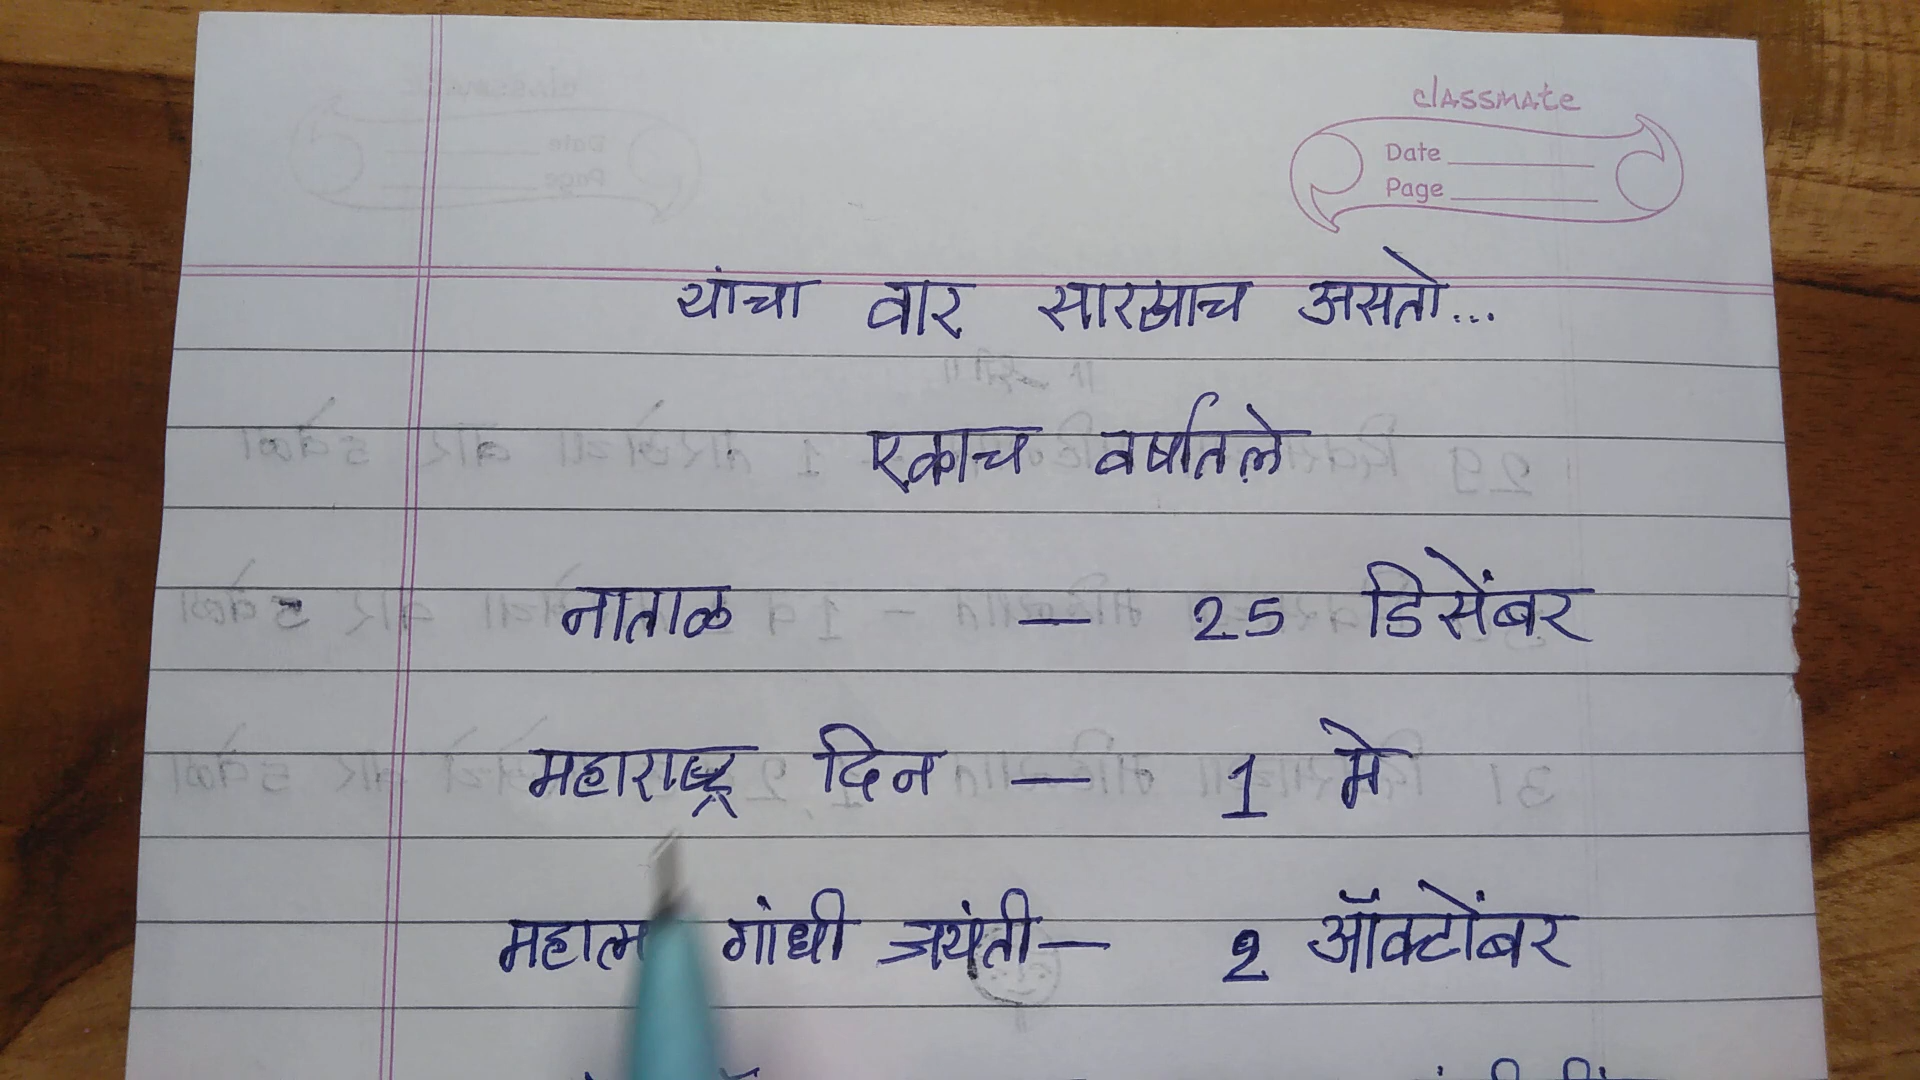 classmate
Date
Page
यांचा वार सारखाच असतो...
एकाच वर्षातले
नाताळ — 25 डिसेंबर
महाराष्ट्र दिन — 1 मे
गांधी जयंती — 2 ऑक्टोंबर